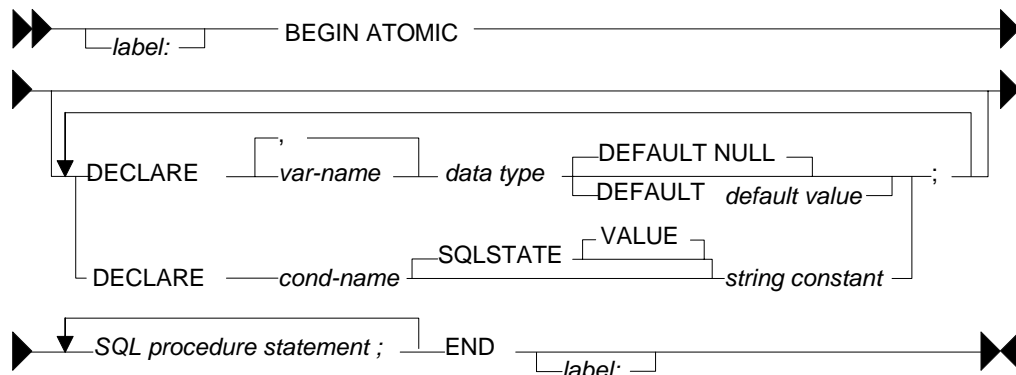 label: BEGIN ATOMIC
,
DECLARE var-name data type DEFAULT NULL
DEFAULT default value ;
VALUE
SQLSTATE
DECLARE cond-name string constant
SQL procedure statement ; END label: